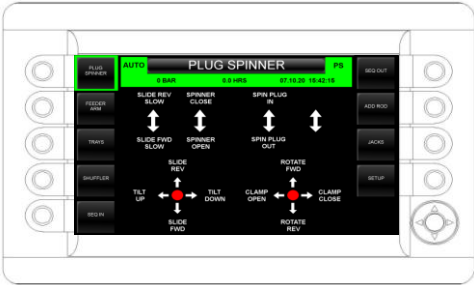 PLUG SPINNER
AUTO
PLUG SPINNER
PS
SEQ OUT
0 BAR
0.0 HRS
07.10.20 15:42:15
FEEDER ARM
SLIDE REV SLOW
SPINNER CLOSE
SPIN PLUG IN
ADD ROD
TRAYS
SLIDE FWD SLOW
SPINNER OPEN
SPIN PLUG OUT
JACKS
SHUFFLER
SLIDE REV
ROTATE FWD
SETUP
TILT UP
TILT DOWN
CLAMP OPEN
CLAMP CLOSE
SEQ IN
SLIDE FWD
ROTATE REV